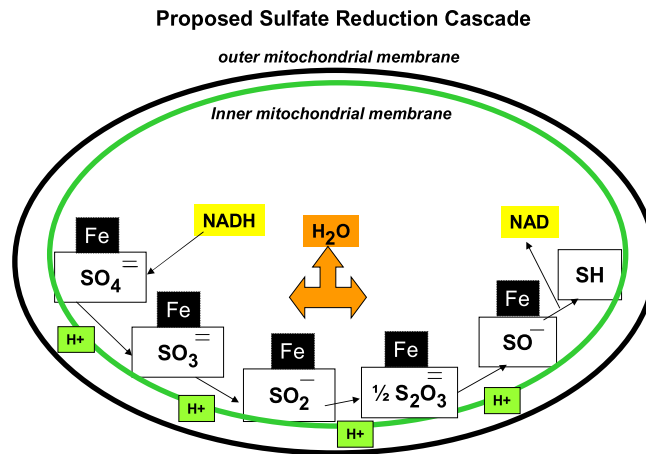 Proposed Sulfate Reduction Cascade
outer mitochondrial membrane
Inner mitochondrial membrane
NADH
H₂O
NAD
Fe
SO₄⁼
SH
Fe
Fe
SO₃⁼
Fe
Fe
SO⁻
H+
SO₂⁻
½ S₂O₃⁼
H+
H+
H+